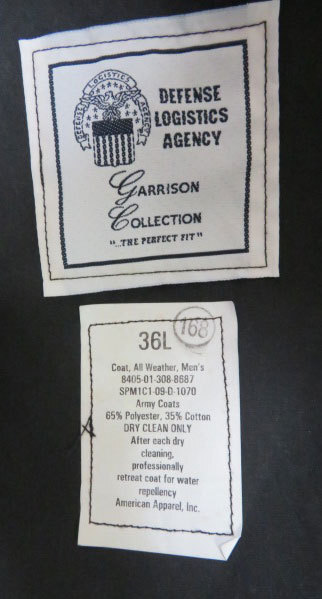 DEFENSE LOGISTICS AGENCY
DEFENSE
LOGISTICS
AGENCY
Garrison
Collection
"...THE PERFECT FIT"
168
36L
Coat, All Weather, Men's
8405-01-308-8687
SPM1C1-09-D-1070
Army Coats
65% Polyester, 35% Cotton
DRY CLEAN ONLY
After each dry
cleaning,
professionally
retreat coat for water
repellency
American Apparel, Inc.